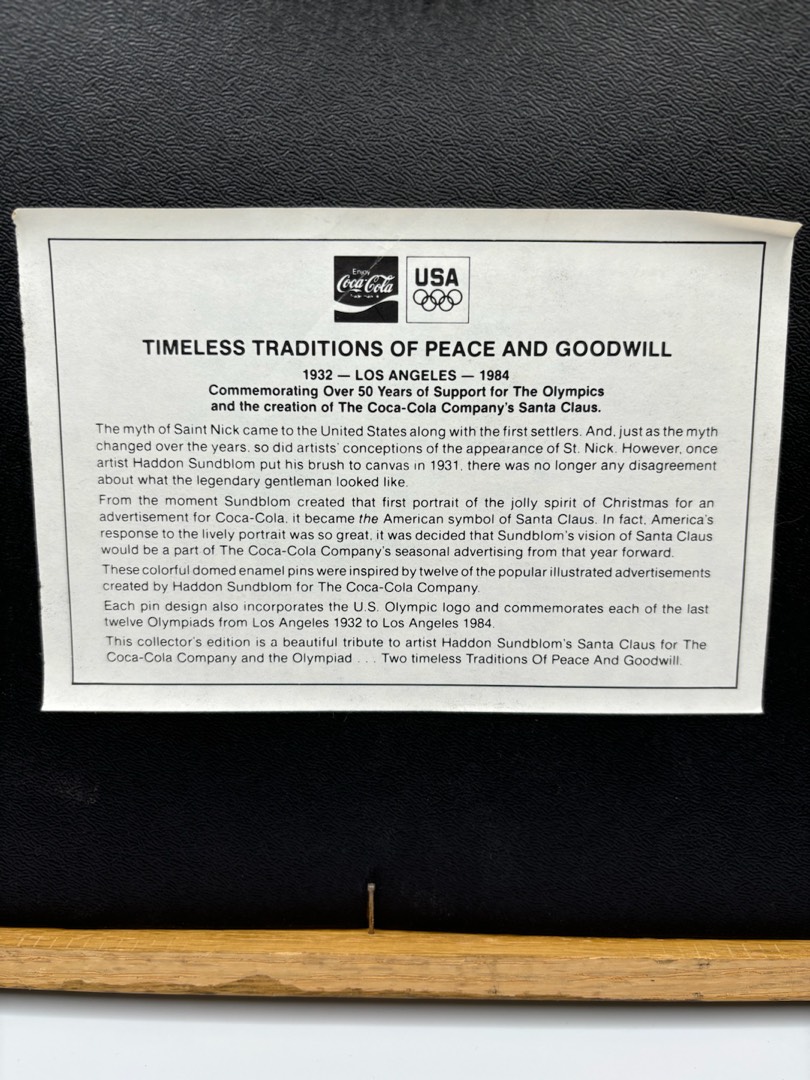 Enjoy
Coca-Cola
USA
TIMELESS TRADITIONS OF PEACE AND GOODWILL
1932 — LOS ANGELES — 1984
Commemorating Over 50 Years of Support for The Olympics
and the creation of The Coca-Cola Company's Santa Claus.
The myth of Saint Nick came to the United States along with the first settlers. And, just as the myth
changed over the years, so did artists' conceptions of the appearance of St. Nick. However, once
artist Haddon Sundblom put his brush to canvas in 1931, there was no longer any disagreement
about what the legendary gentleman looked like.
From the moment Sundblom created that first portrait of the jolly spirit of Christmas for an
advertisement for Coca-Cola, it became the American symbol of Santa Claus. In fact, America's
response to the lively portrait was so great, it was decided that Sundblom's vision of Santa Claus
would be a part of The Coca-Cola Company's seasonal advertising from that year forward.
These colorful domed enamel pins were inspired by twelve of the popular illustrated advertisements
created by Haddon Sundblom for The Coca-Cola Company.
Each pin design also incorporates the U.S. Olympic logo and commemorates each of the last
twelve Olympiads from Los Angeles 1932 to Los Angeles 1984.
This collector's edition is a beautiful tribute to artist Haddon Sundblom's Santa Claus for The
Coca-Cola Company and the Olympiad . . . Two timeless Traditions Of Peace And Goodwill.